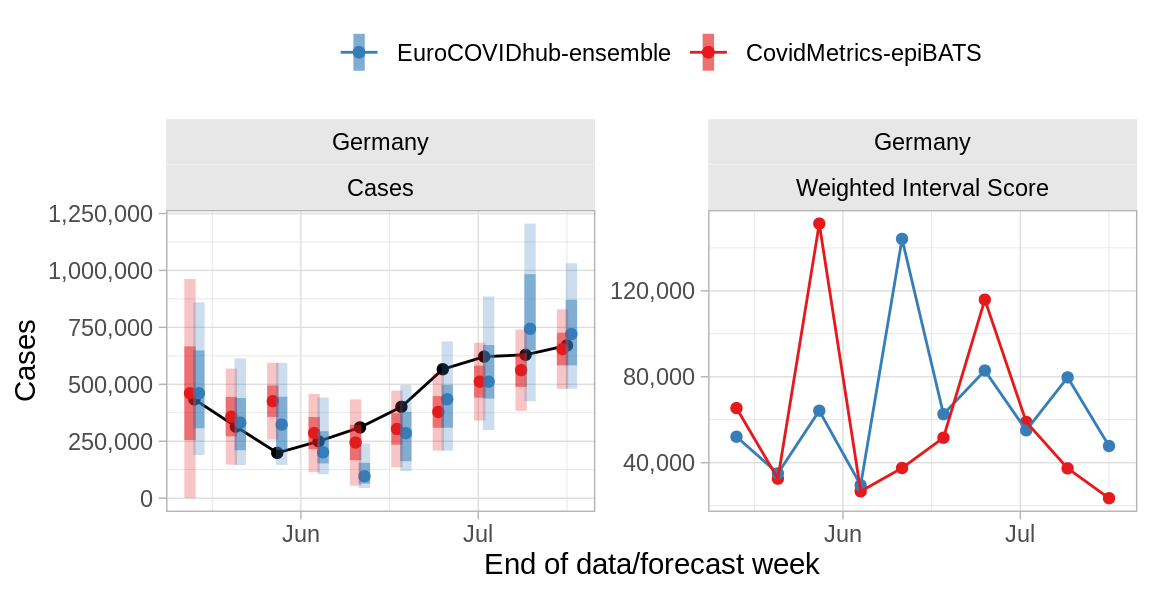 EuroCOVIDhub-ensemble CovidMetrics-epiBATS
Germany
Cases
Cases
1,250,000
1,000,000
750,000
500,000
250,000
0
Jun Jul
Germany
Weighted Interval Score
120,000
80,000
40,000
Jun Jul
End of data/forecast week